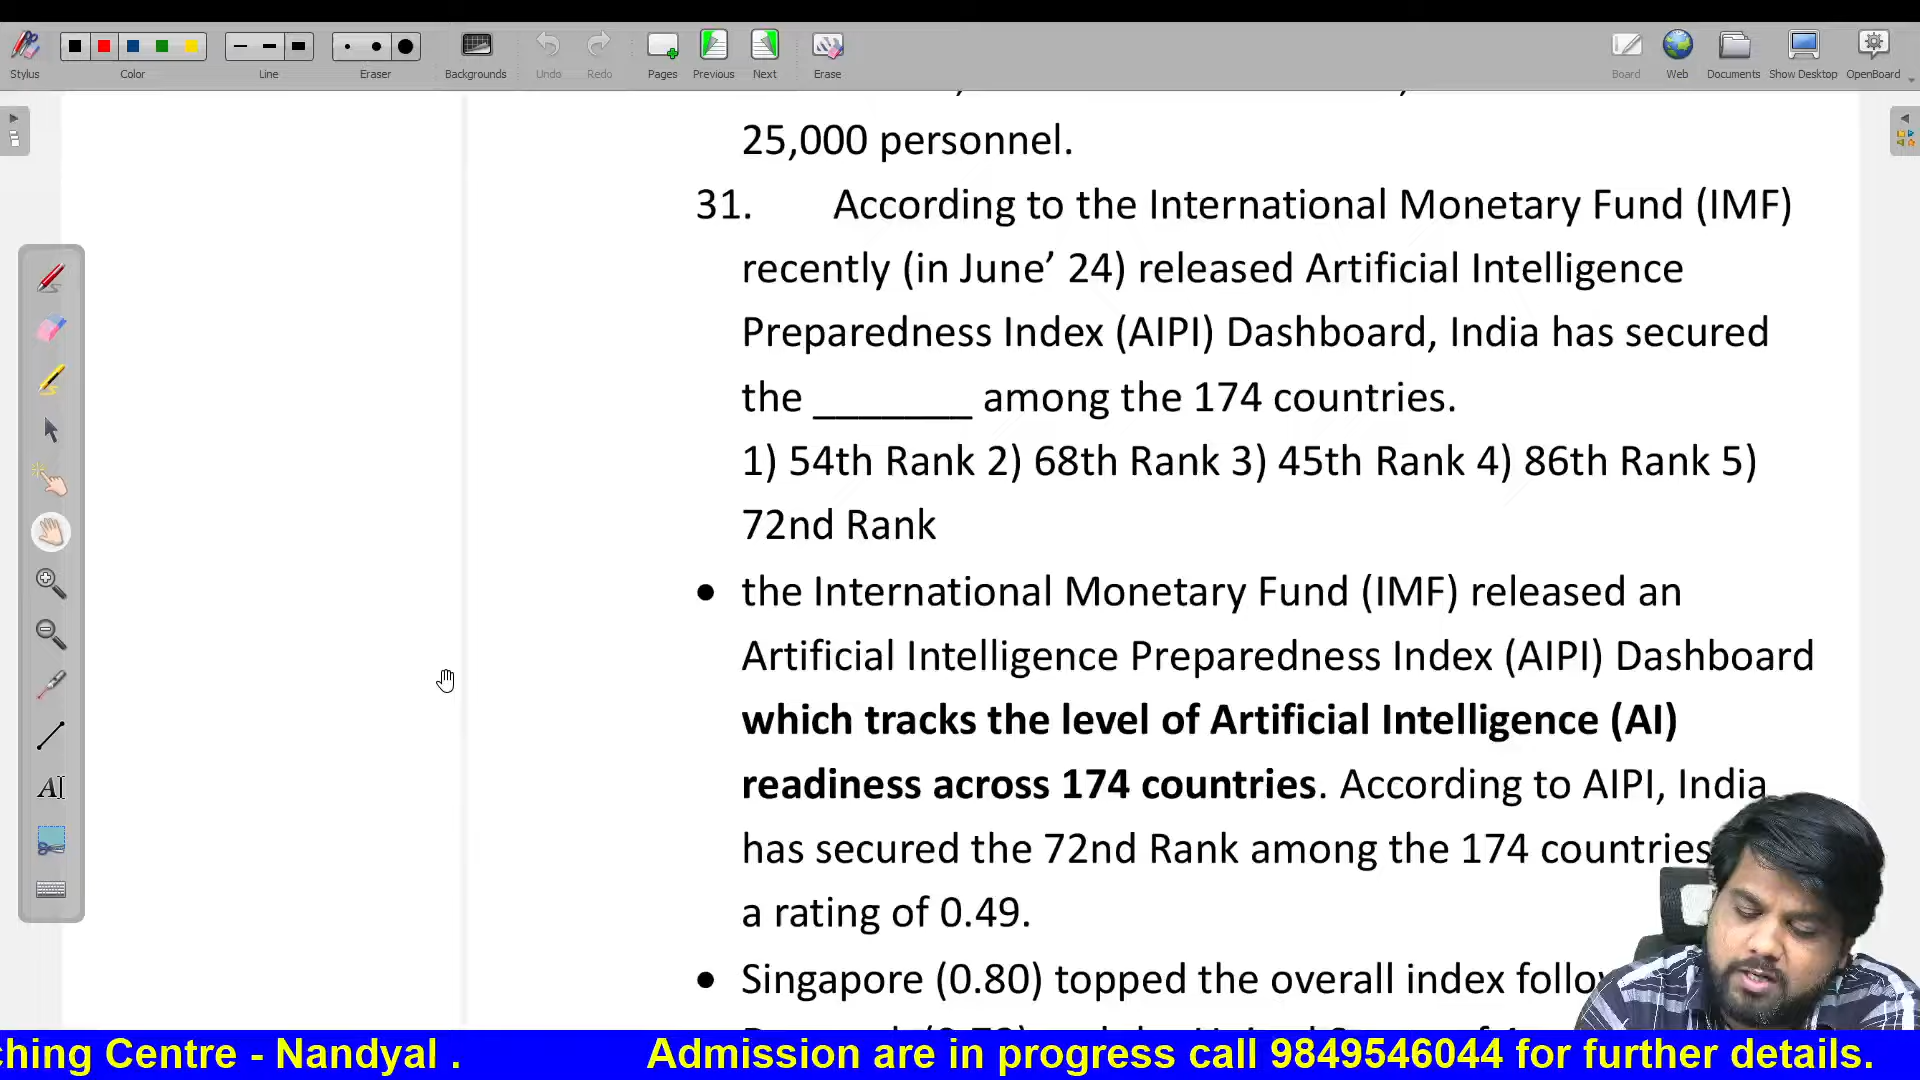 Stylus
Color
Line
Eraser
Backgrounds
Undo
Redo
Pages
Previous
Next
Erase
Board
Web
Documents
Show Desktop
OpenBoard
25,000 personnel.
31. According to the International Monetary Fund (IMF)
recently (in June’ 24) released Artificial Intelligence
Preparedness Index (AIPI) Dashboard, India has secured
the _______ among the 174 countries.
1) 54th Rank 2) 68th Rank 3) 45th Rank 4) 86th Rank 5)
72nd Rank
• the International Monetary Fund (IMF) released an
Artificial Intelligence Preparedness Index (AIPI) Dashboard
which tracks the level of Artificial Intelligence (AI)
readiness across 174 countries. According to AIPI, India
has secured the 72nd Rank among the 174 countries
a rating of 0.49.
• Singapore (0.80) topped the overall index
ching Centre - Nandyal . Admission are in progress call 9849546044 for further details.